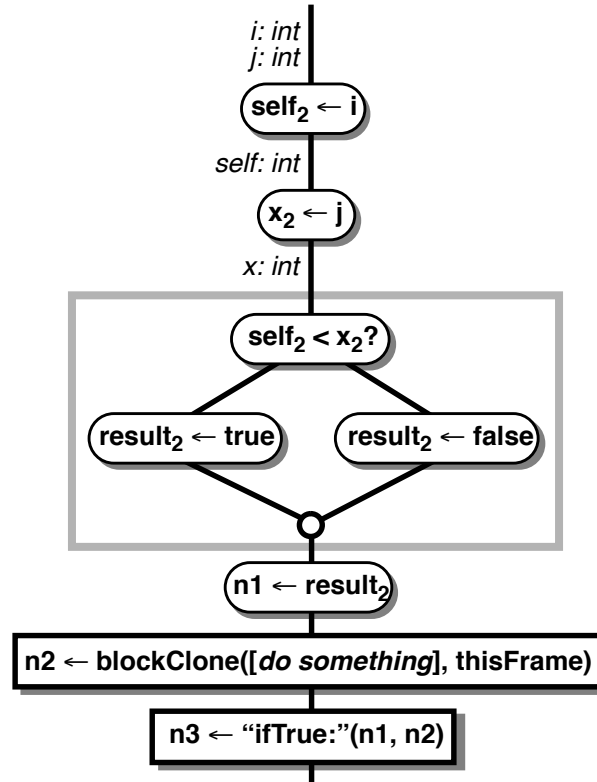 i: int
j: int
self₂ ← i
self: int
x₂ ← j
x: int
self₂ < x₂?
result₂ ← true
result₂ ← false
n1 ← result₂
n2 ← blockClone([do something], thisFrame)
n3 ← “ifTrue:”(n1, n2)